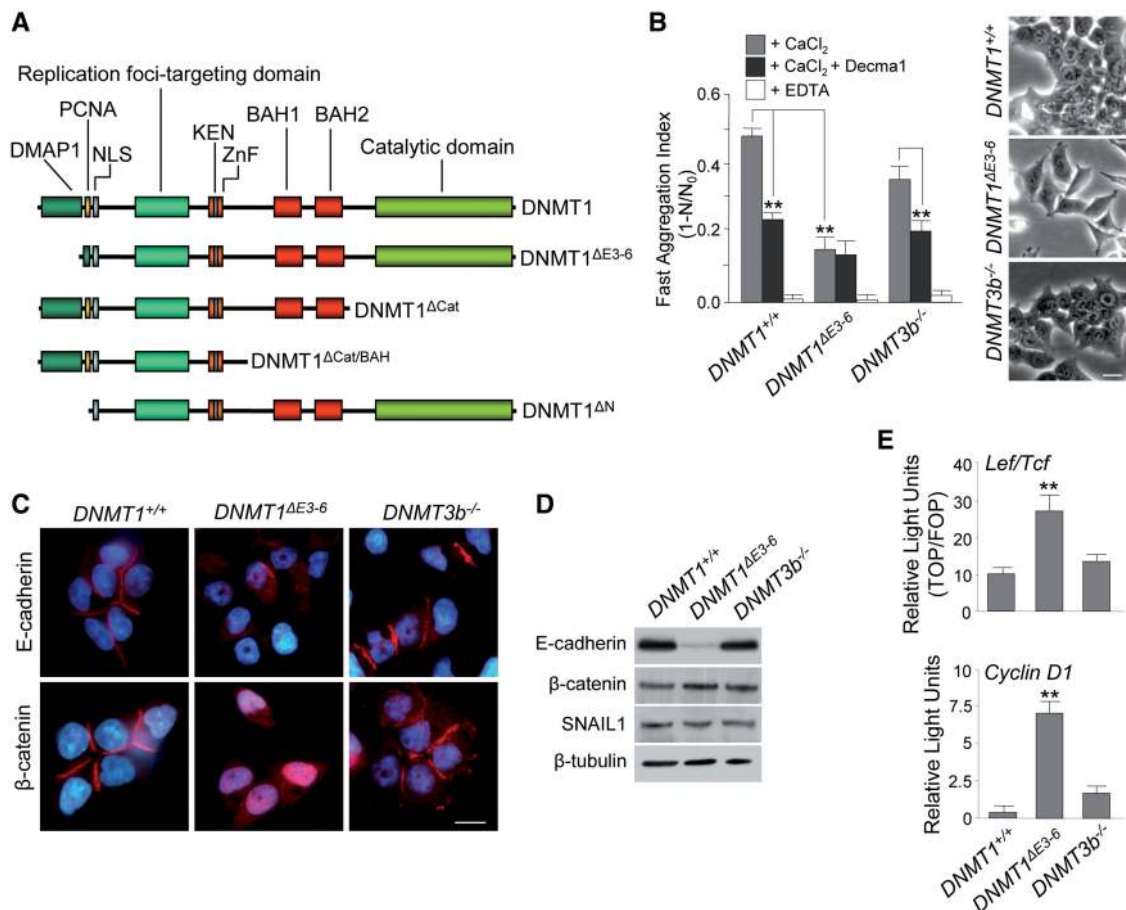 A
Replication foci-targeting domain
PCNA
BAH1
BAH2
KEN
DMAP1
NLS
ZnF
Catalytic domain
DNMT1
DNMT1ΔE3-6
DNMT1ΔCat
DNMT1ΔCat/BAH
DNMT1ΔN
B
+ CaCl2
+ CaCl2 + Decma1
+ EDTA
Fast Aggregation Index
(1-N/N0)
0.6
0.4
0.2
0.0
**
**
**
DNMT1+/+
DNMT1ΔE3-6
DNMT3b-/-
DNMT1+/+
DNMT1ΔE3-6
DNMT3b-/-
C
DNMT1+/+
DNMT1ΔE3-6
DNMT3b-/-
E-cadherin
β-catenin
D
DNMT1+/+
DNMT1ΔE3-6
DNMT3b-/-
E-cadherin
β-catenin
SNAIL1
β-tubulin
E
Relative Light Units
(TOP/FOP)
40
30
20
10
0
Lef/Tcf
**
Relative Light Units
7.5
5
2.5
0
Cyclin D1
**
DNMT1+/+
DNMT1ΔE3-6
DNMT3b-/-